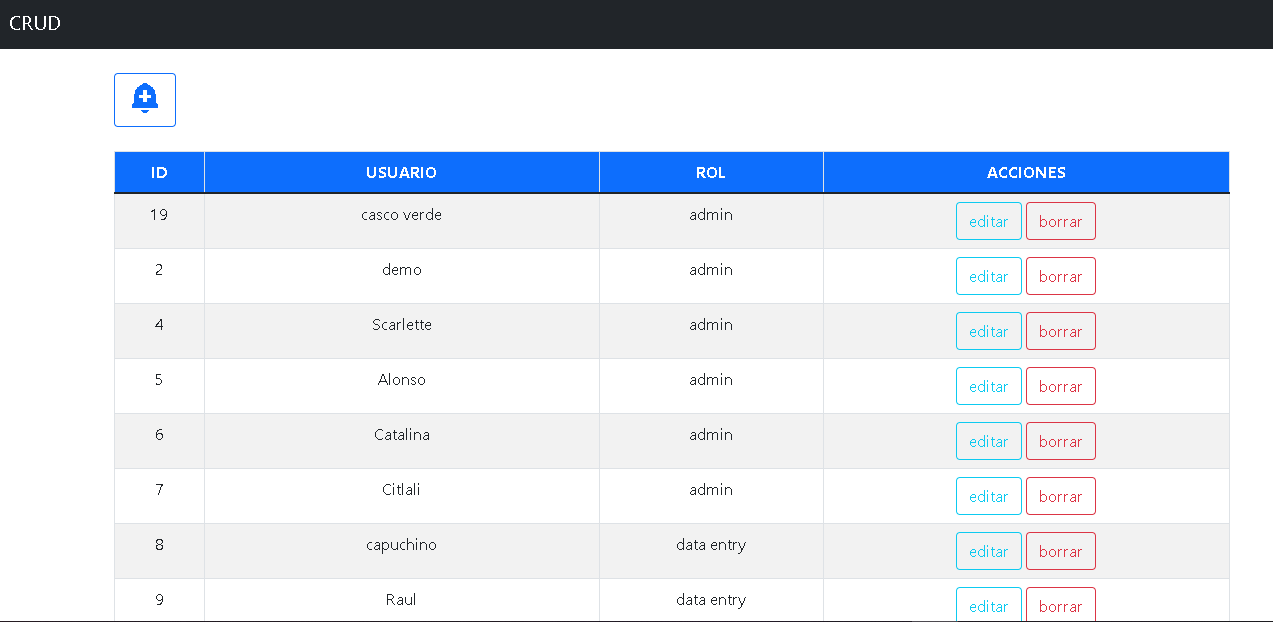 CRUD
ID USUARIO ROL ACCIONES
19 casco verde admin editar borrar
2 demo admin editar borrar
4 Scarlette admin editar borrar
5 Alonso admin editar borrar
6 Catalina admin editar borrar
7 Citlali admin editar borrar
8 capuchino data entry editar borrar
9 Raul data entry editar borrar